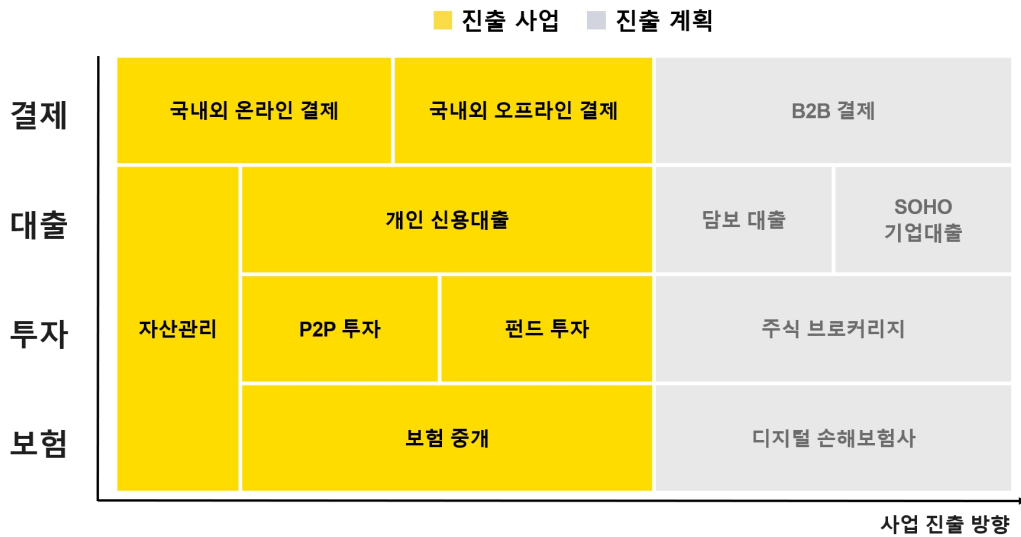 진출 사업
진출 계획
결제
국내외 온라인 결제
국내외 오프라인 결제
B2B 결제
대출
개인 신용대출
담보 대출
SOHO
기업대출
투자
자산관리
P2P 투자
펀드 투자
주식 브로커리지
보험
보험 중개
디지털 손해보험사
사업 진출 방향